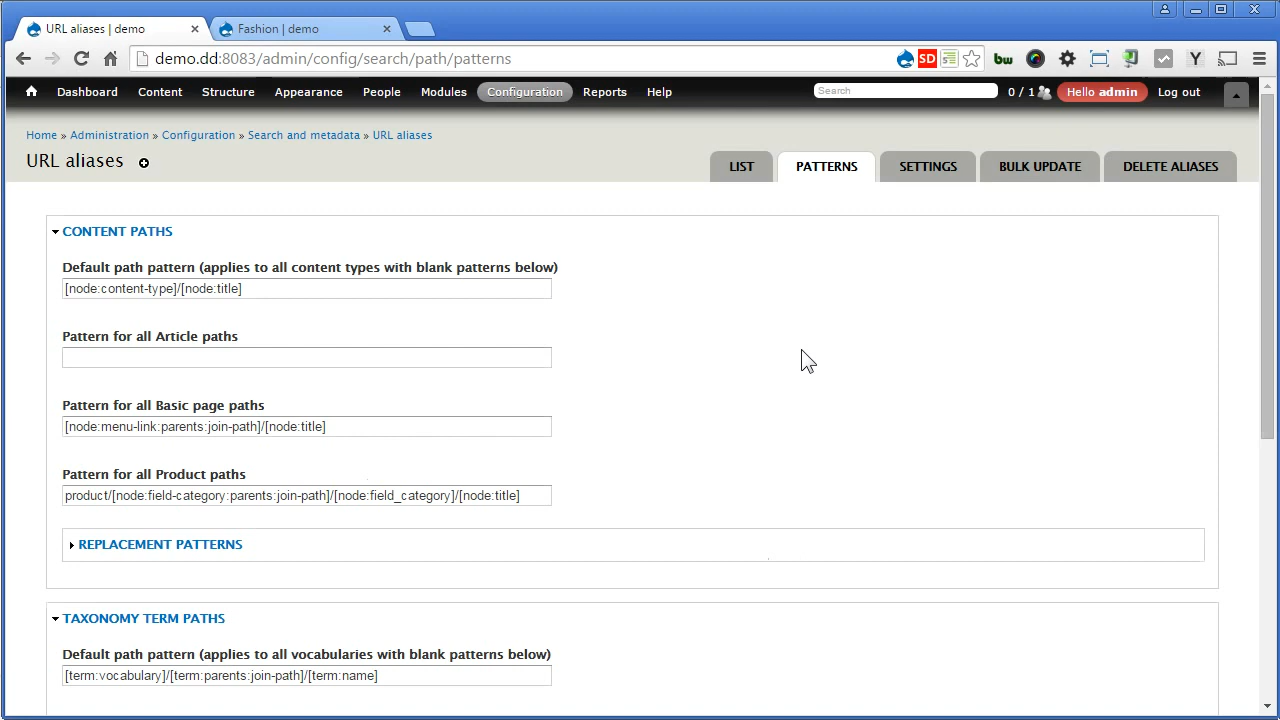 URL aliases | demo
Fashion | demo
demo.dd:8083/admin/config/search/path/patterns
SD
bw
Y
Dashboard Content Structure Appearance People Modules Configuration Reports Help
Search
0 / 1
Hello admin
Log out
Home » Administration » Configuration » Search and metadata » URL aliases
URL aliases
LIST PATTERNS SETTINGS BULK UPDATE DELETE ALIASES
CONTENT PATHS
Default path pattern (applies to all content types with blank patterns below)
[node:content-type]/[node:title]
Pattern for all Article paths
Pattern for all Basic page paths
[node:menu-link:parents:join-path]/[node:title]
Pattern for all Product paths
product/[node:field-category:parents:join-path]/[node:field_category]/[node:title]
REPLACEMENT PATTERNS
TAXONOMY TERM PATHS
Default path pattern (applies to all vocabularies with blank patterns below)
[term:vocabulary]/[term:parents:join-path]/[term:name]